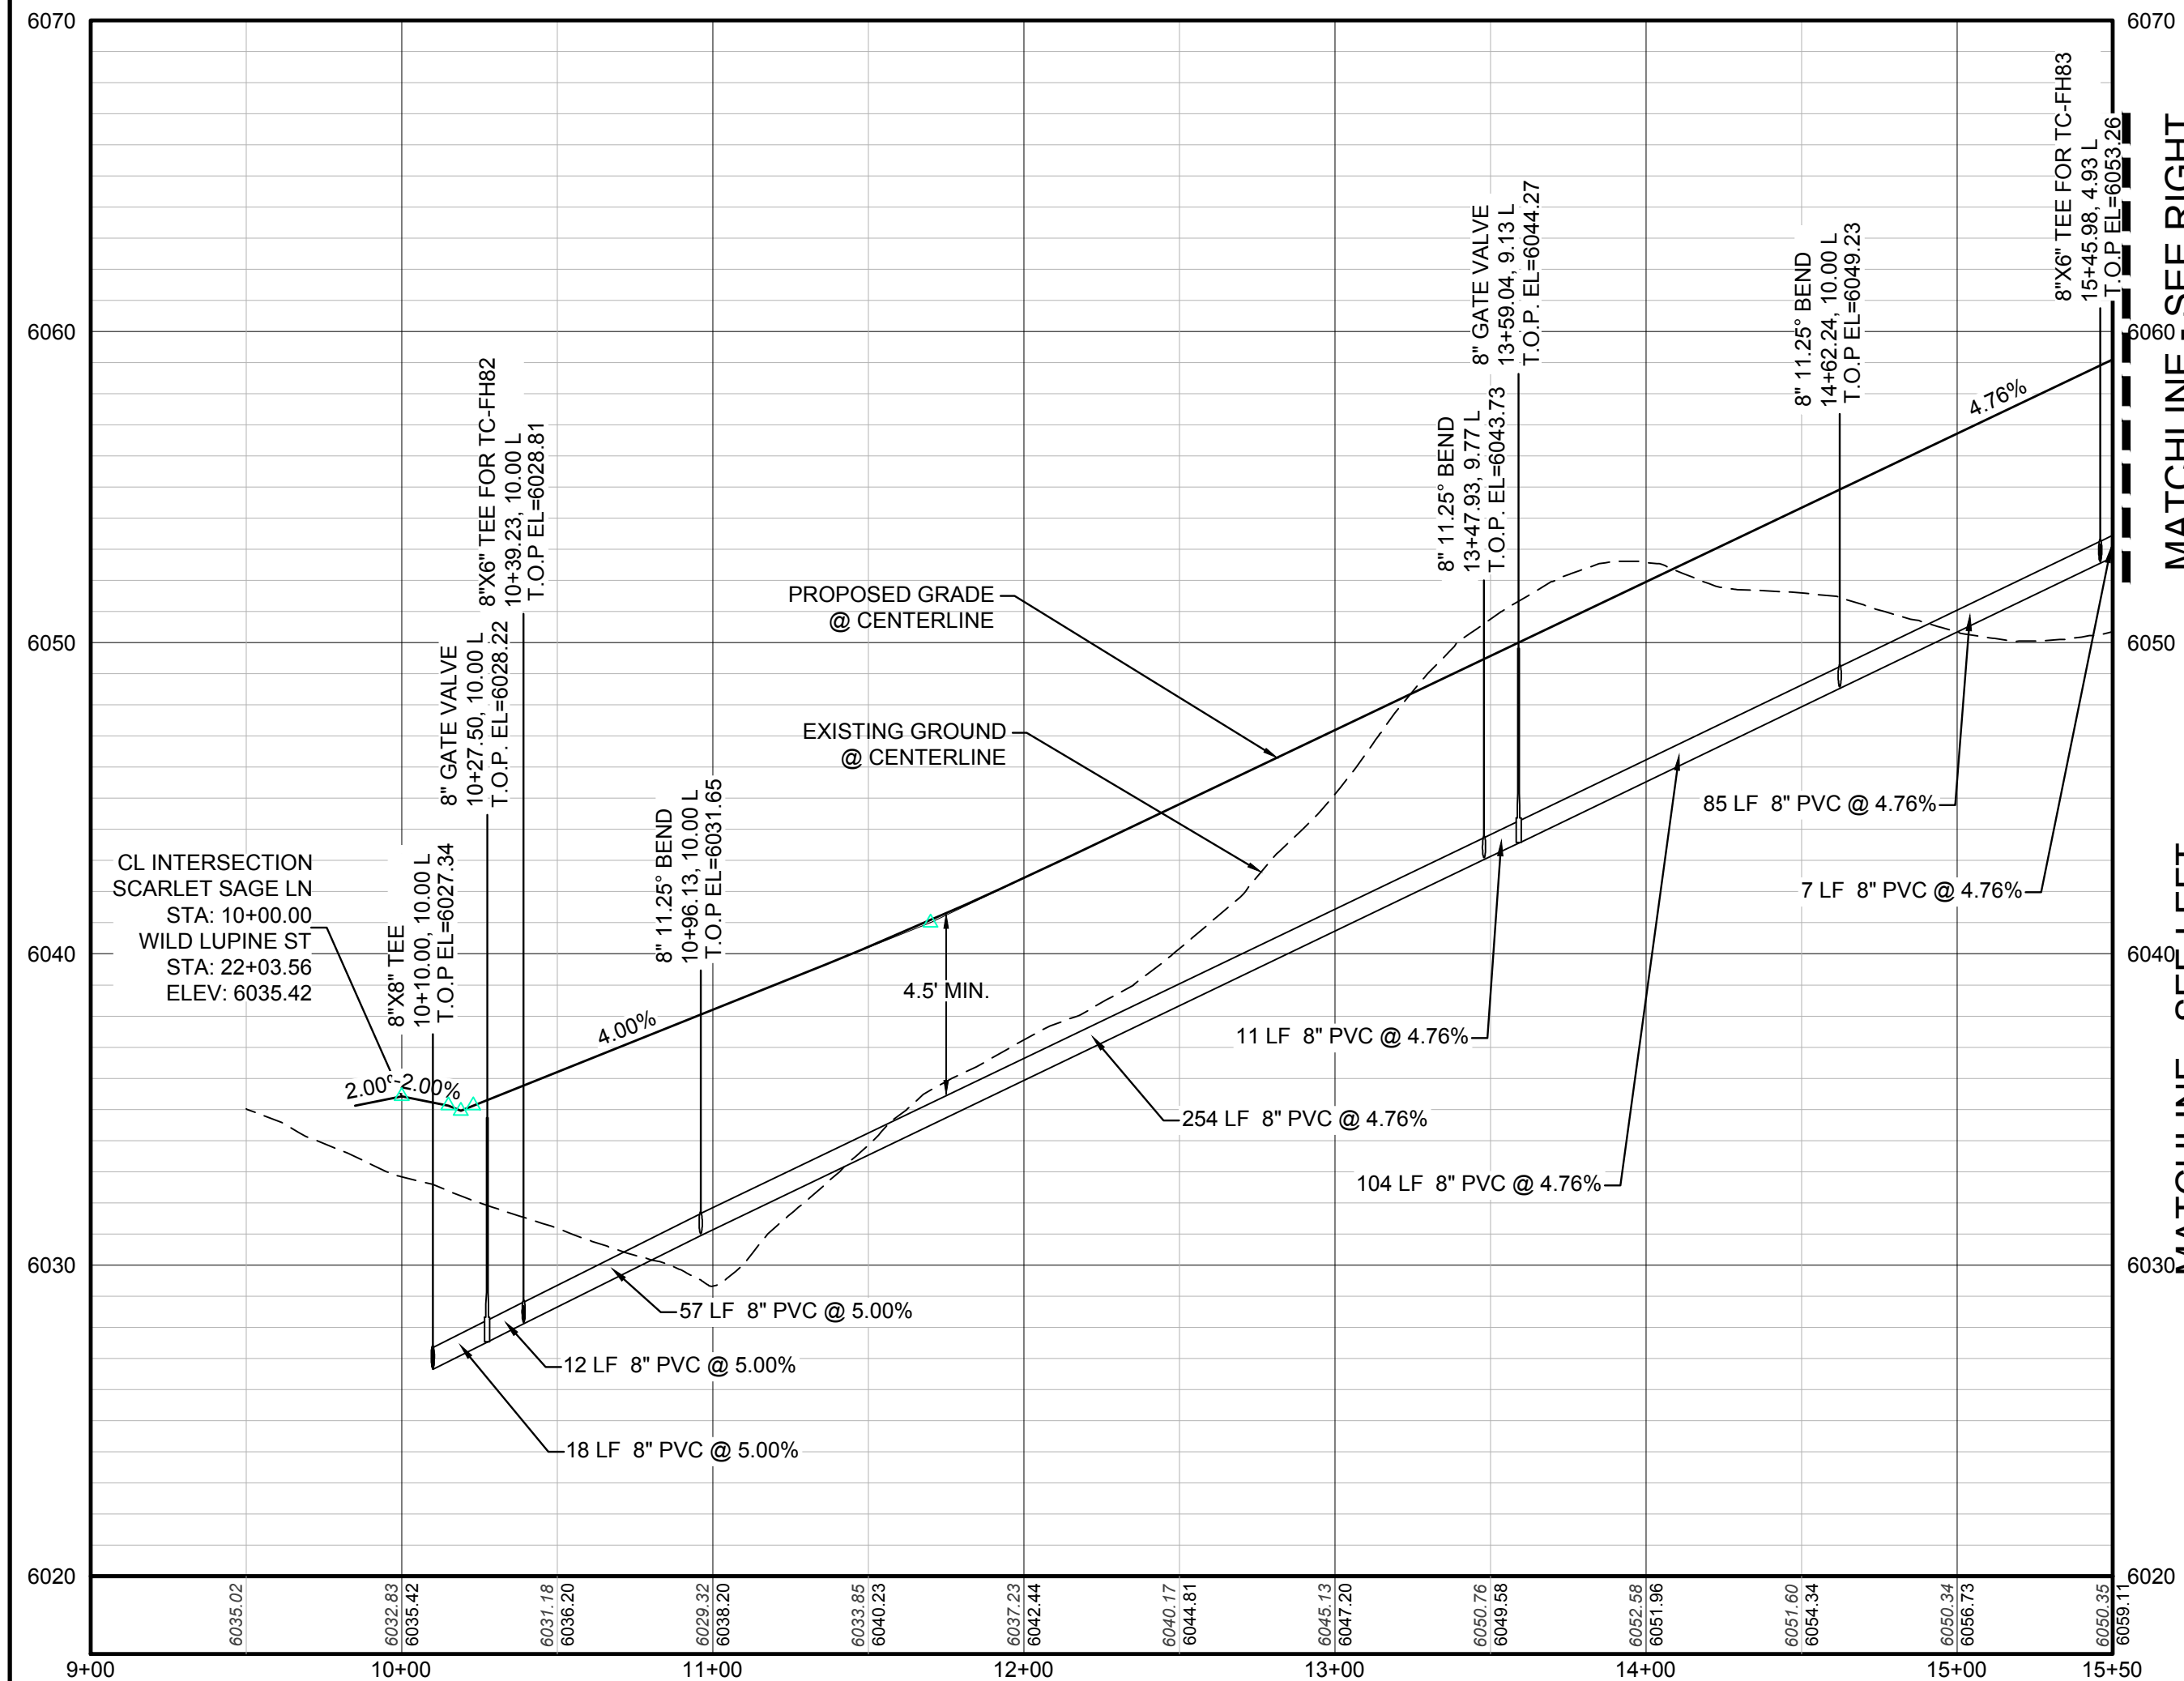 6070
6060
6050
6040
6030
6020
6070
6060
6050
6040
6030
6020
CL INTERSECTION
SCARLET SAGE LN
STA: 10+00.00
WILD LUPINE ST
STA: 22+03.56
ELEV: 6035.42
8"X8" TEE
10+10.00, 10.00 L
T.O.P EL=6027.34
8" GATE VALVE
10+27.50, 10.00 L
T.O.P. EL=6028.22
8"X6" TEE FOR TC-FH82
10+39.23, 10.00 L
T.O.P EL=6028.81
8" 11.25° BEND
10+96.13, 10.00 L
T.O.P EL=6031.65
PROPOSED GRADE
@ CENTERLINE
EXISTING GROUND
@ CENTERLINE
8" 11.25° BEND
13+47.93, 9.77 L
T.O.P. EL=6043.73
8" GATE VALVE
13+59.04, 9.13 L
T.O.P. EL=6044.27
8" 11.25° BEND
14+62.24, 10.00 L
T.O.P EL=6049.23
8"X6" TEE FOR TC-FH83
15+45.98, 4.93 L
T.O.P EL=6053.26
2.00%
-2.00%
4.00%
4.76%
4.5' MIN.
18 LF 8" PVC @ 5.00%
12 LF 8" PVC @ 5.00%
57 LF 8" PVC @ 5.00%
254 LF 8" PVC @ 4.76%
11 LF 8" PVC @ 4.76%
104 LF 8" PVC @ 4.76%
85 LF 8" PVC @ 4.76%
7 LF 8" PVC @ 4.76%
MATCHLINE - SEE RIGHT
MATCHLINE - SEE LEFT
6035.02
6032.83
6035.42
6031.18
6036.20
6029.32
6038.20
6033.85
6040.23
6037.23
6042.44
6040.17
6044.81
6045.13
6047.20
6050.76
6049.58
6052.58
6051.96
6051.60
6054.34
6050.34
6056.73
6050.35
6059.11
9+00
10+00
11+00
12+00
13+00
14+00
15+00
15+50